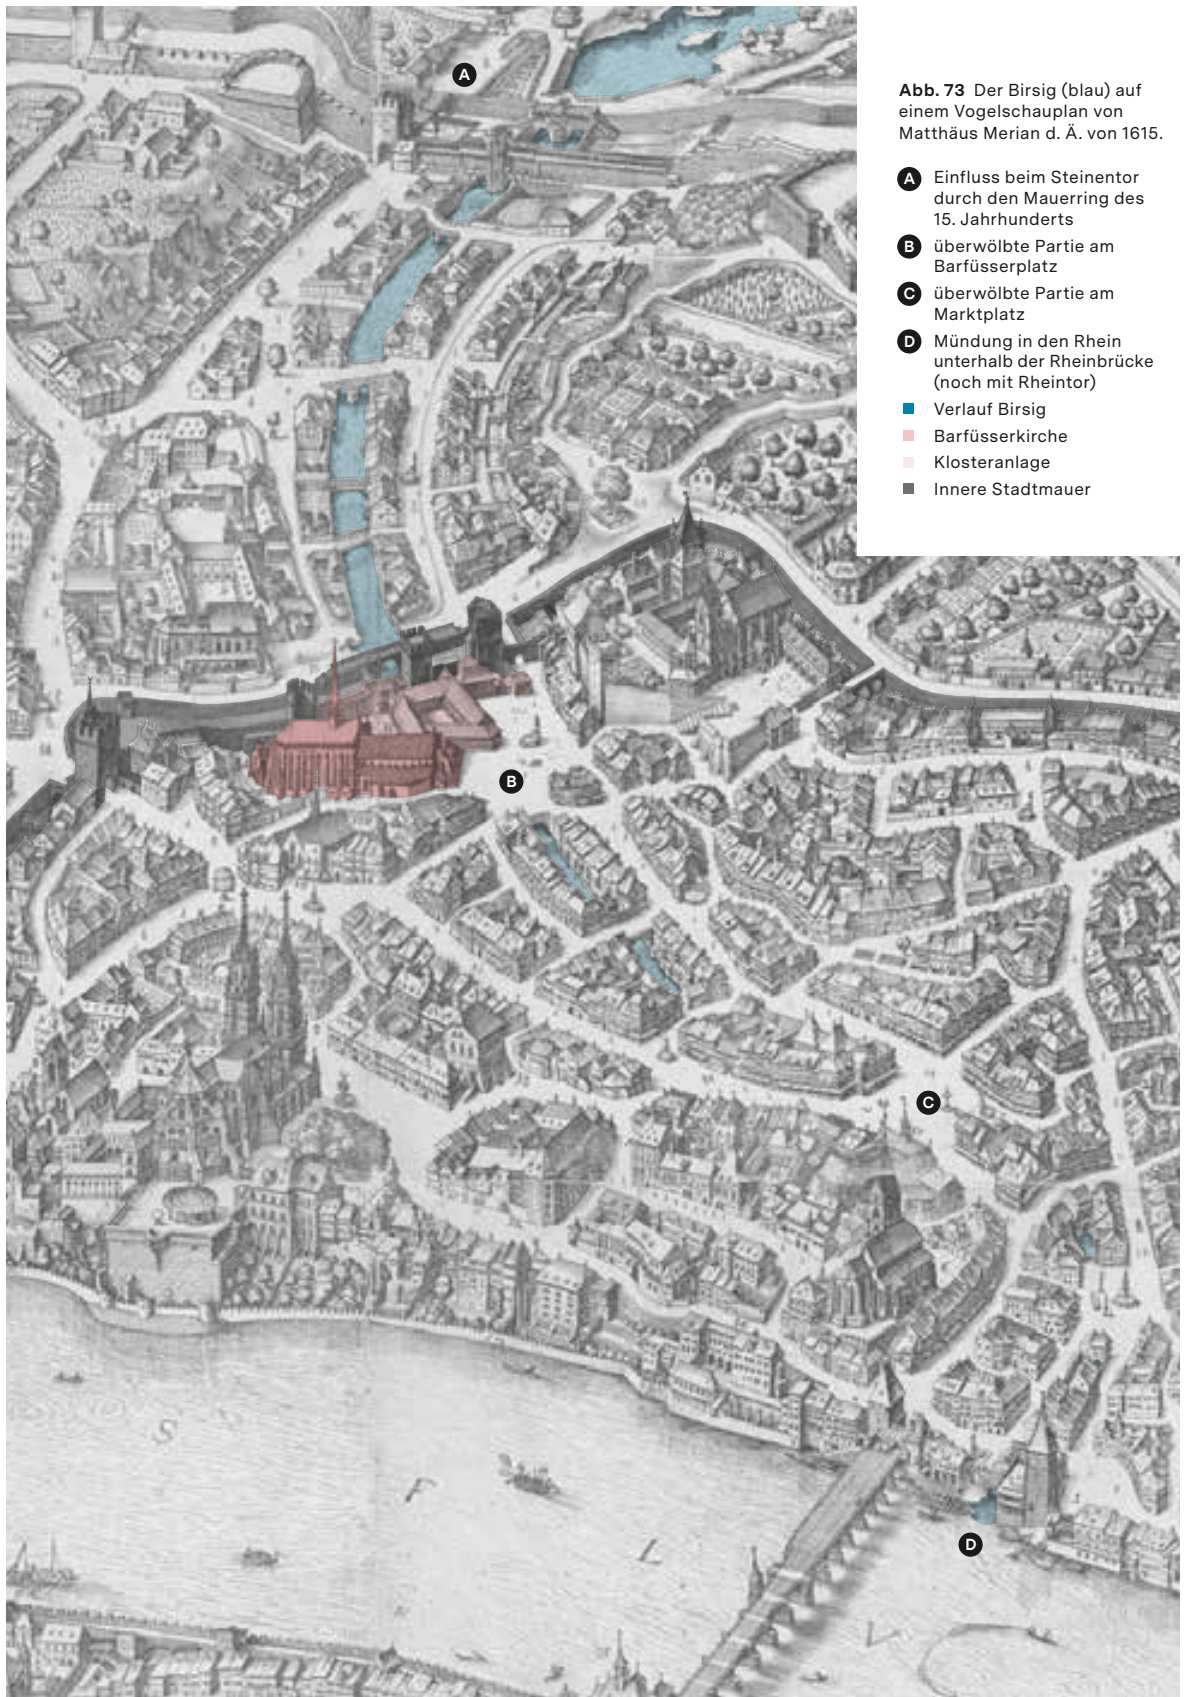 Abb. 73 Der Birsig (blau) auf
einem Vogelschauplan von
Matthäus Merian d. Ä. von 1615.
A Einfluss beim Steinentor
durch den Mauerring des
15. Jahrhunderts
B überwölbte Partie am
Barfüsserplatz
C überwölbte Partie am
Marktplatz
D Mündung in den Rhein
unterhalb der Rheinbrücke
(noch mit Rheintor)
Verlauf Birsig
Barfüsserkirche
Klosteranlage
Innere Stadtmauer
A
B
C
D
S
F
L
V